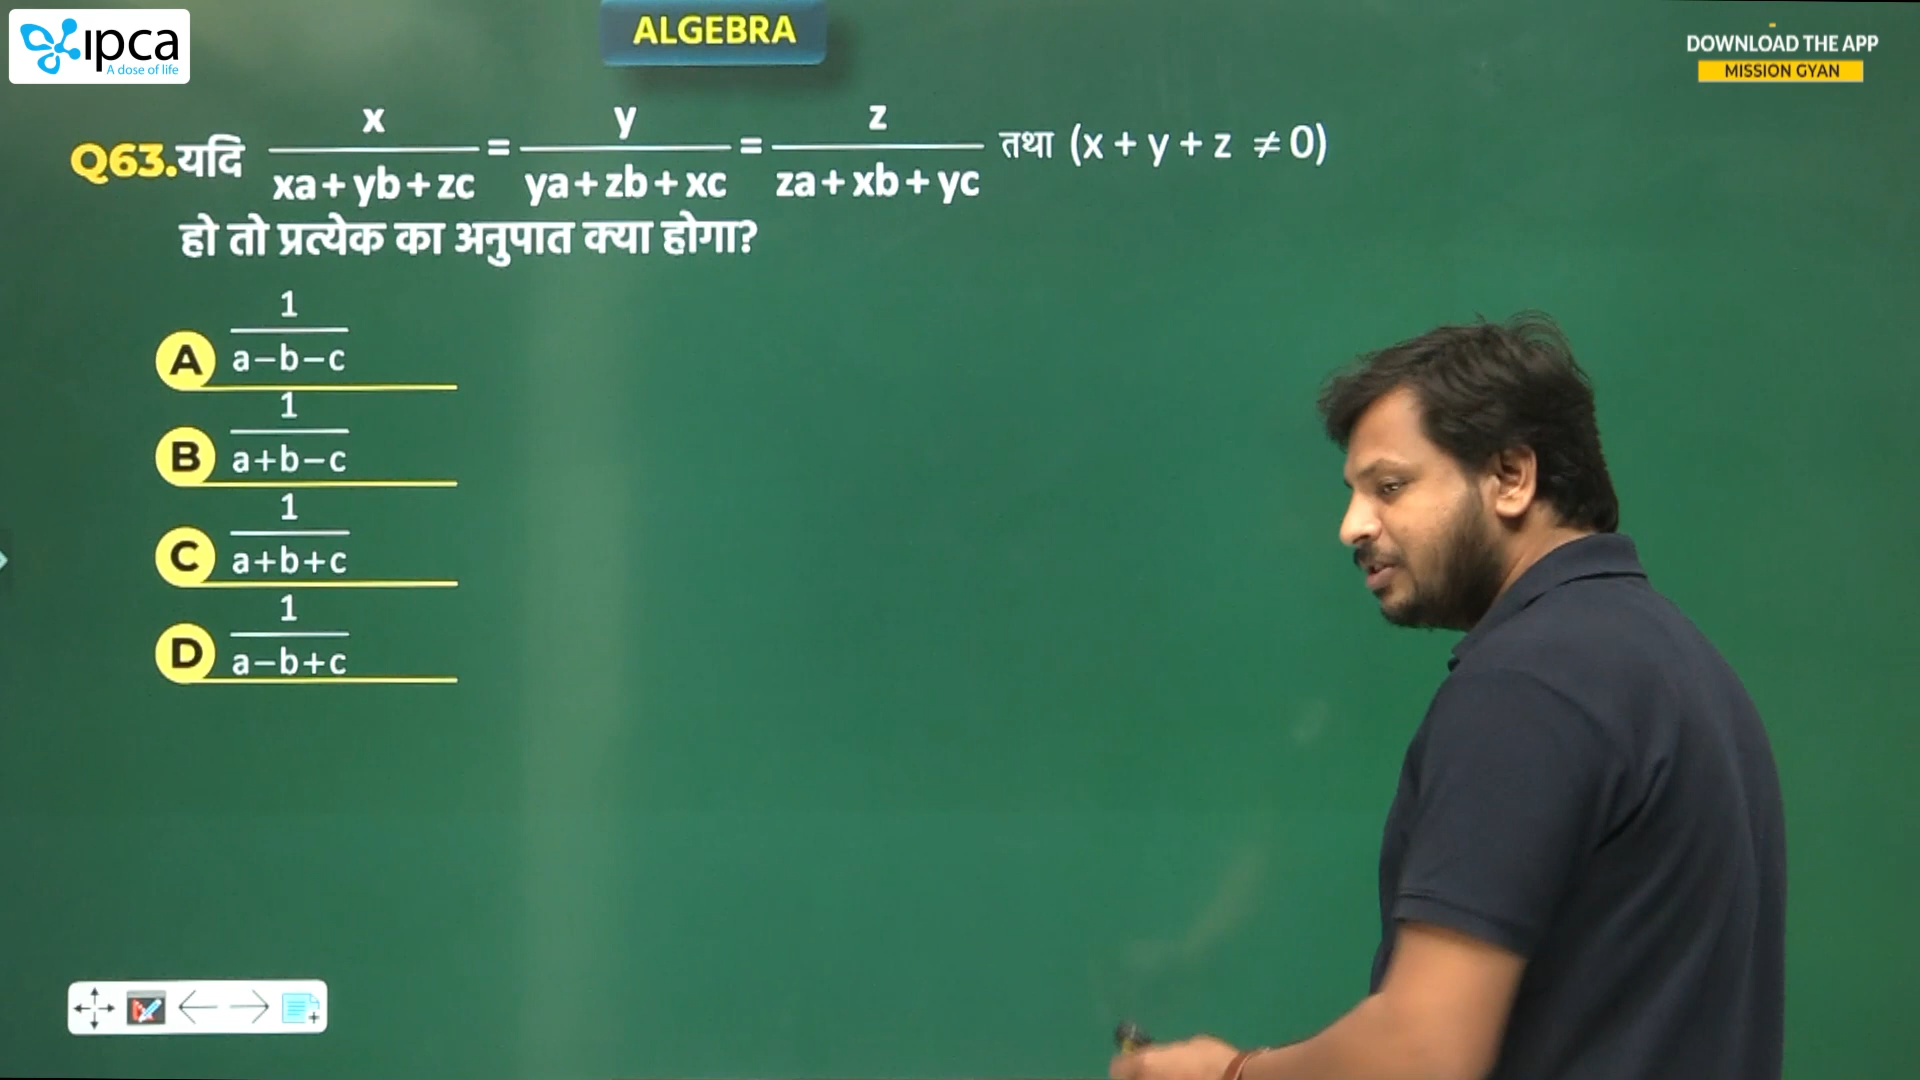 ipca
A dose of life
ALGEBRA
DOWNLOAD THE APP
MISSION GYAN
Q63.यदि x/(xa+yb+zc) = y/(ya+zb+xc) = z/(za+xb+yc) तथा (x+y+z ≠0)
हो तो प्रत्येक का अनुपात क्या होगा?
A 1/(a−b−c)
B 1/(a+b−c)
C 1/(a+b+c)
D 1/(a−b+c)